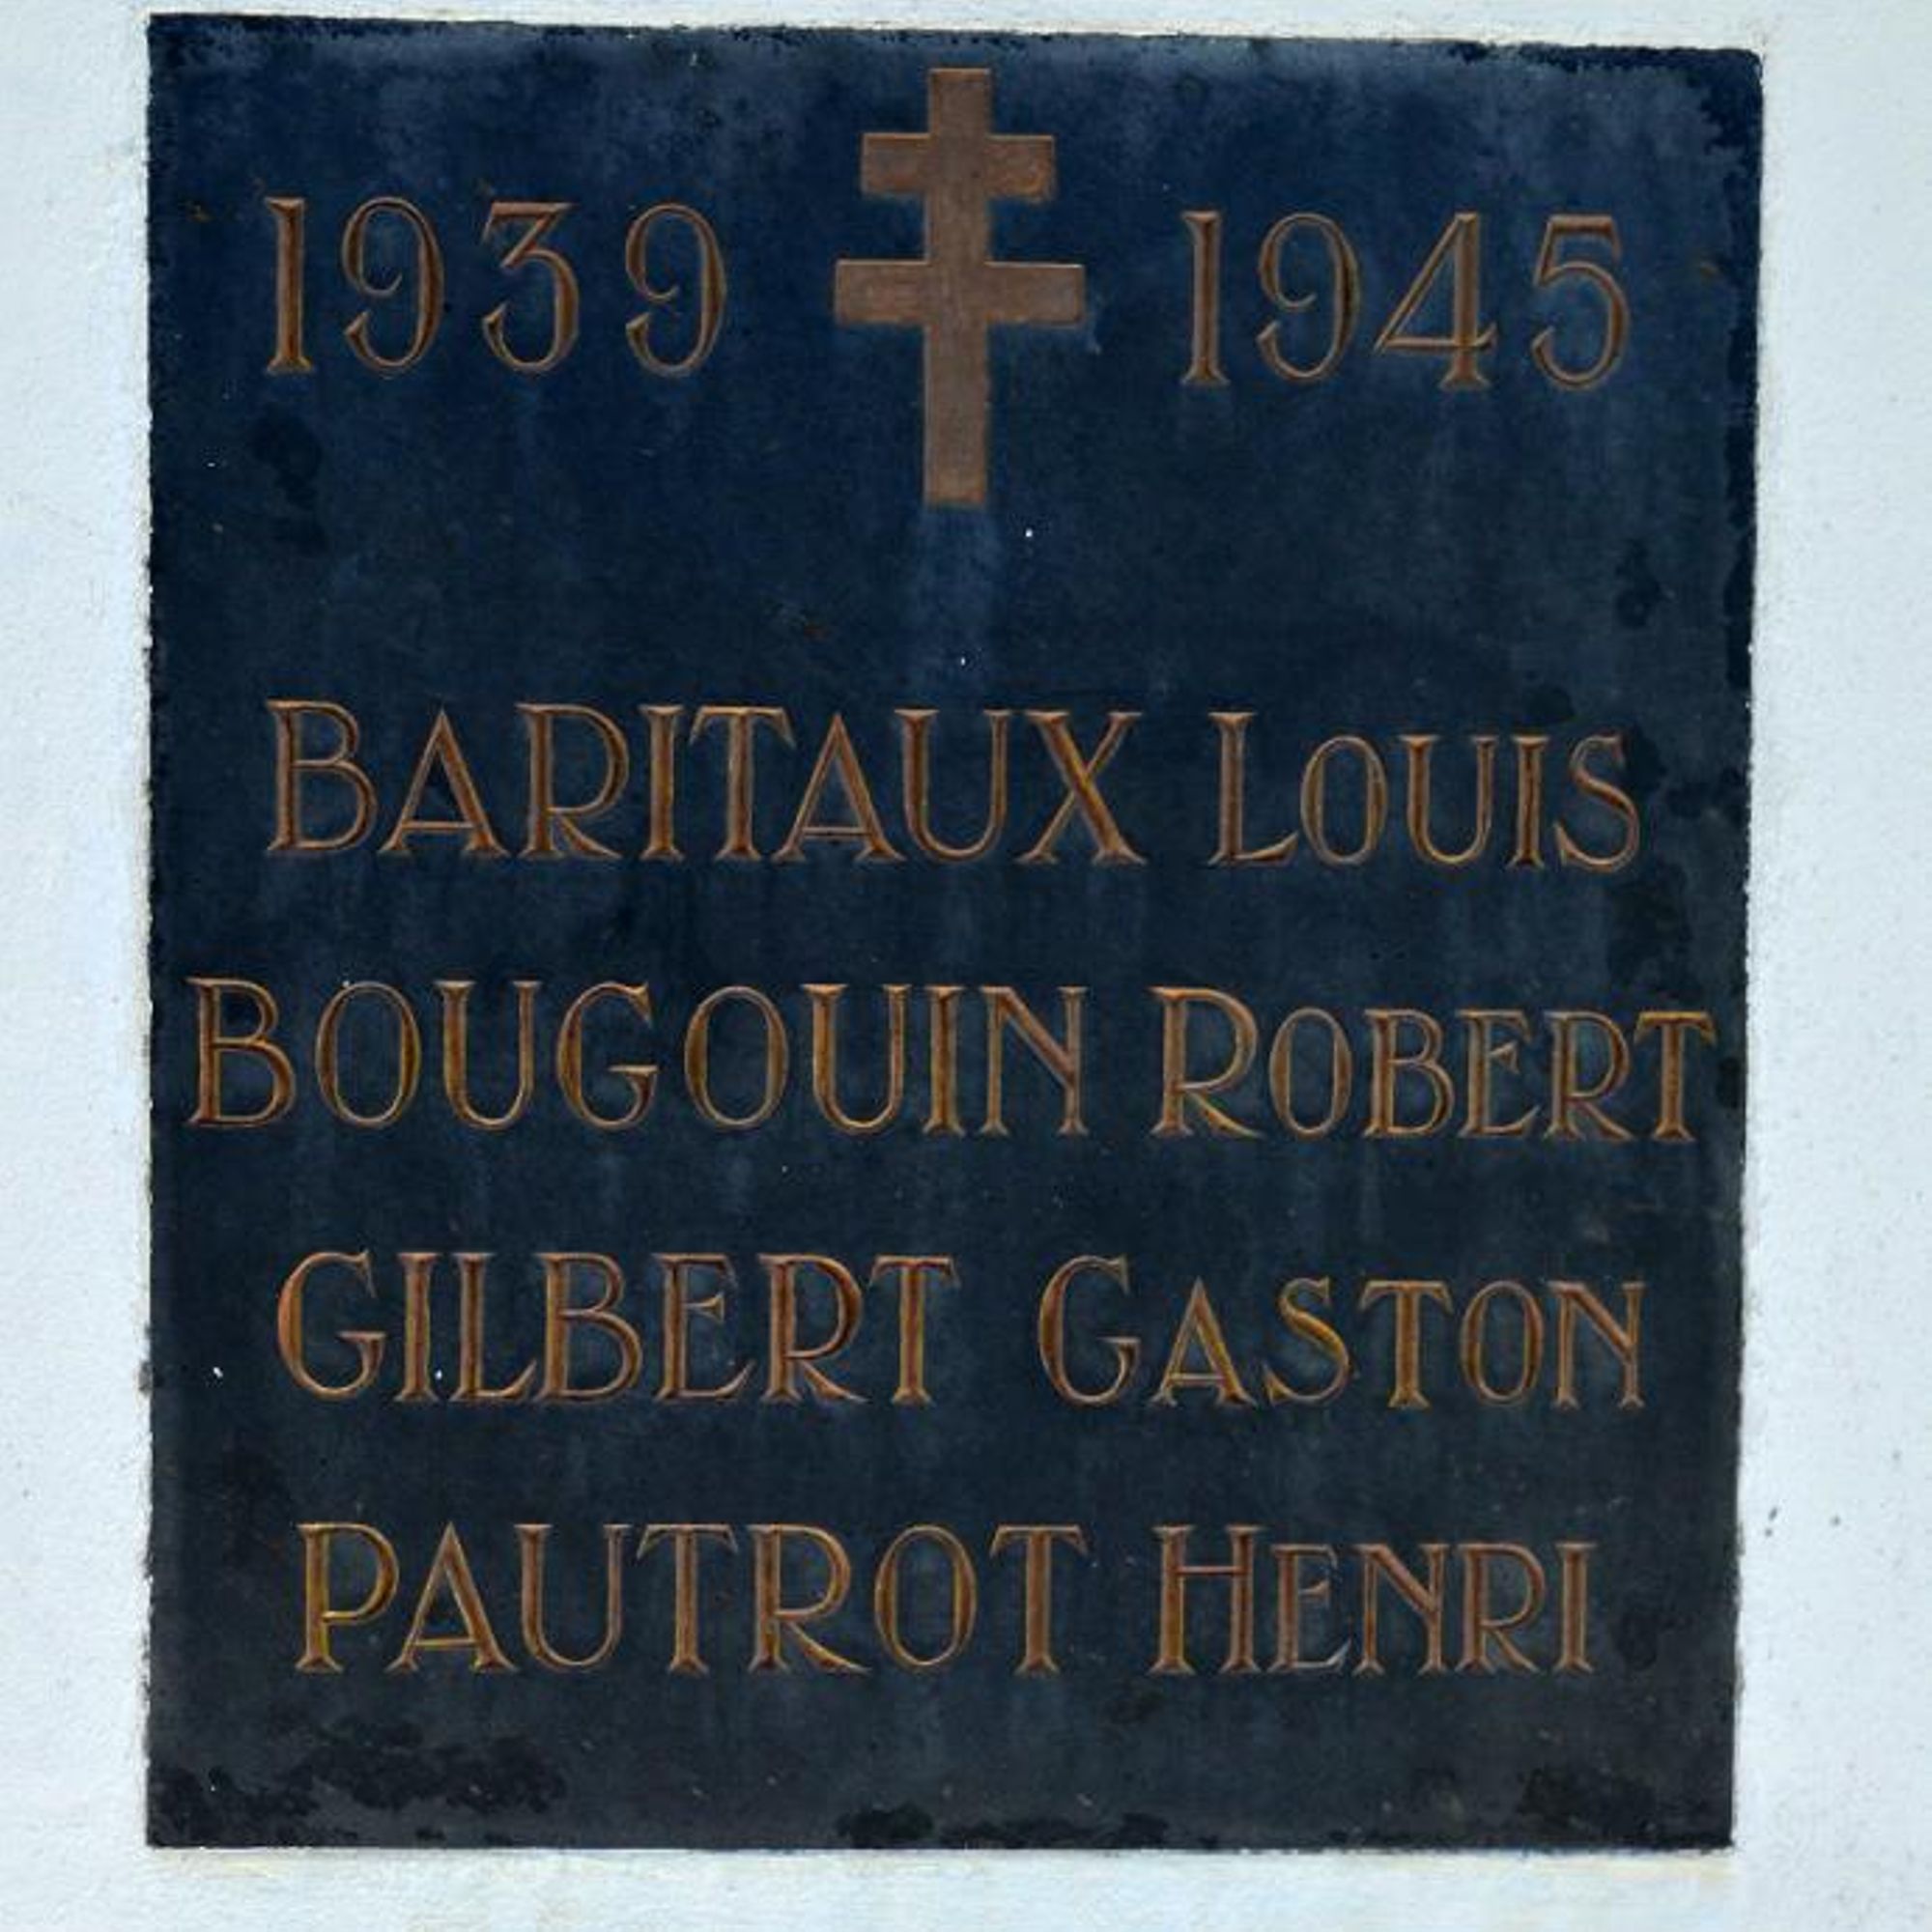 1939 1945
BARITAUX LOUIS
BOUGOUIN ROBERT
GILBERT GASTON
PAUTROT HENRI